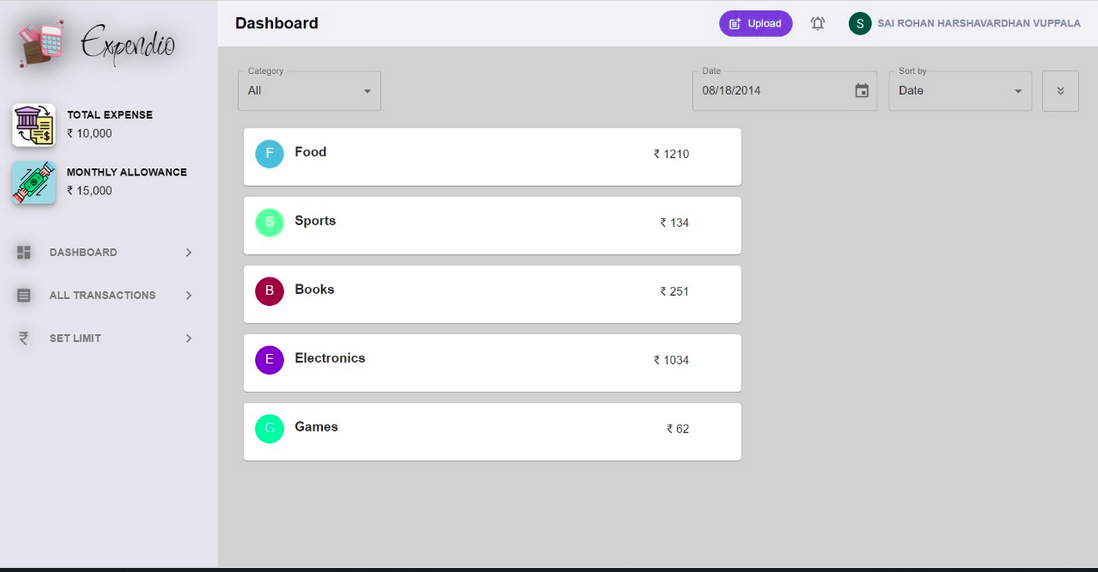 Expendio
TOTAL EXPENSE
₹ 10,000
MONTHLY ALLOWANCE
₹ 15,000
DASHBOARD
ALL TRANSACTIONS
SET LIMIT
Dashboard
Upload
S SAI ROHAN HARSHAVARDHAN VUPPALA
Category
All
Date
08/18/2014
Sort by
Date
F Food ₹ 1210
S Sports ₹ 134
B Books ₹ 251
E Electronics ₹ 1034
G Games ₹ 62